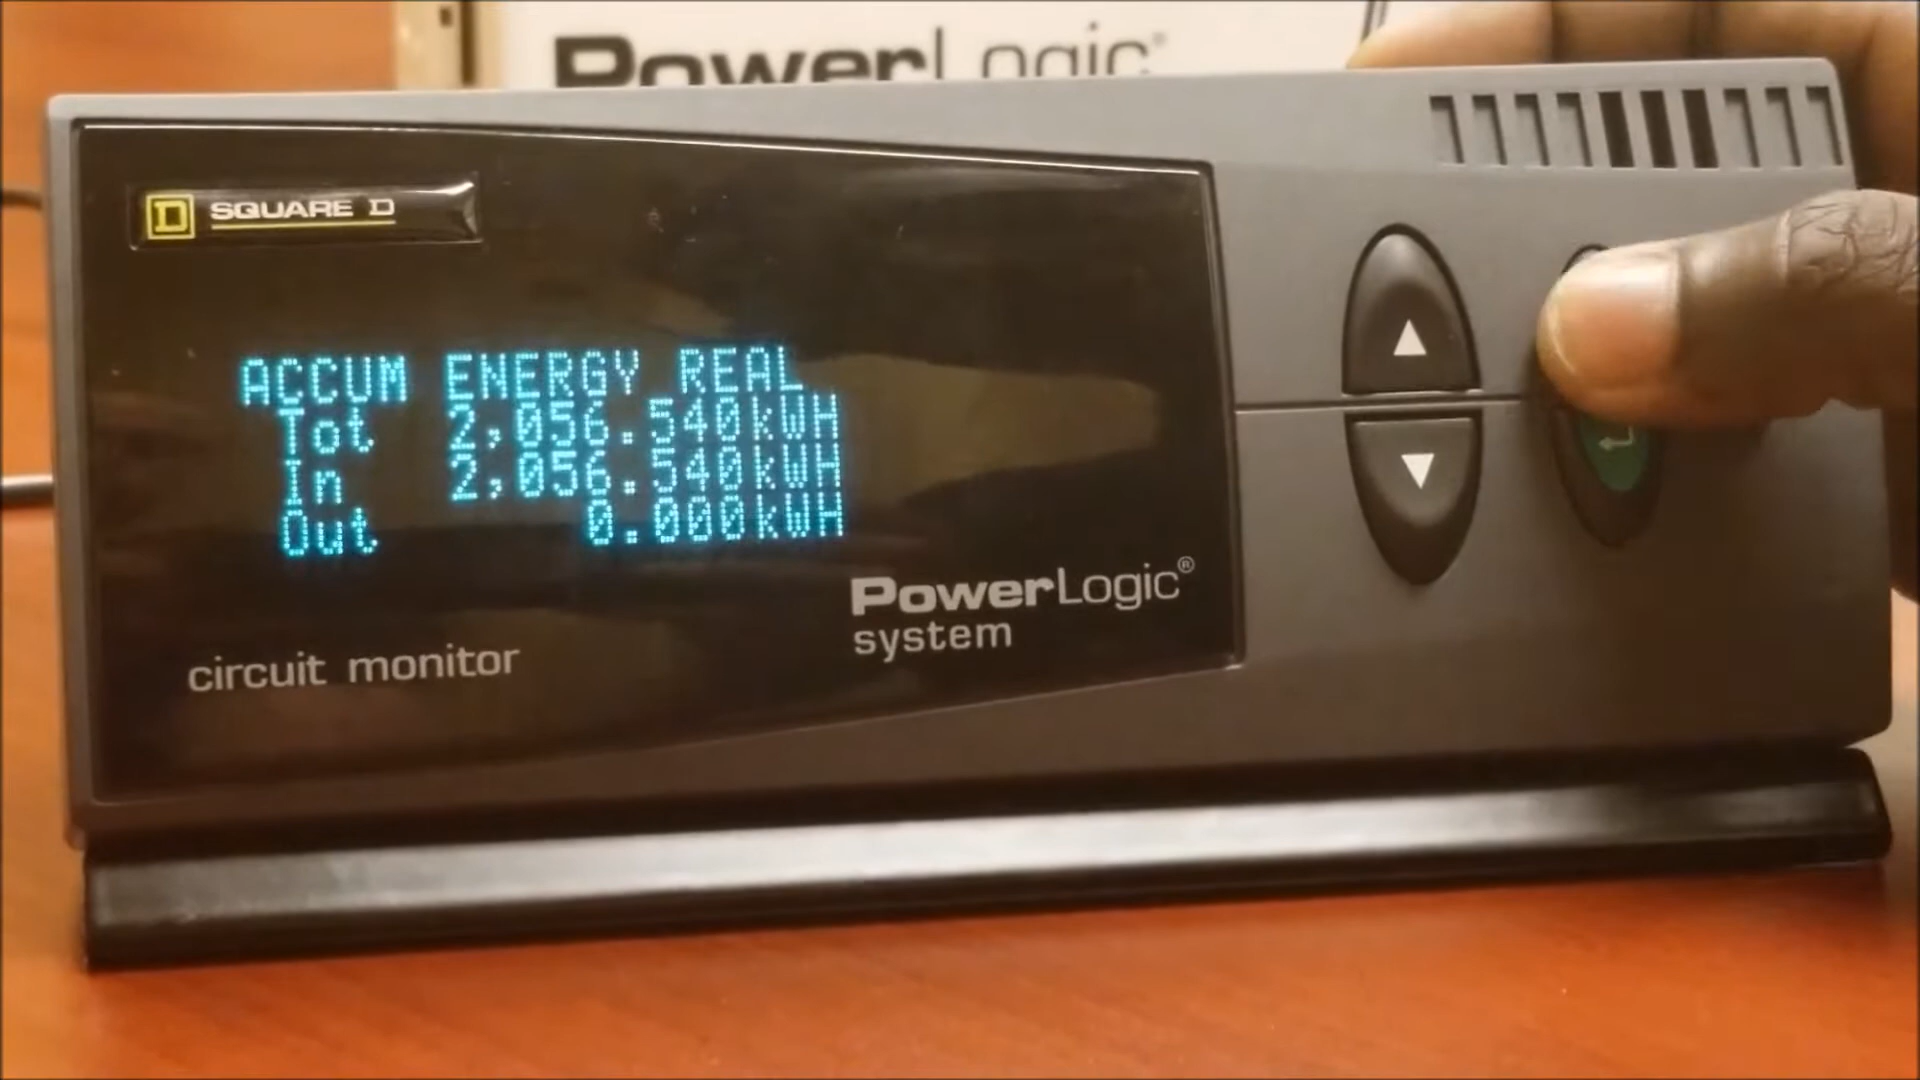 PowerLogic®
D SQUARE D
ACCUM ENERGY REAL
Tot 2,056.540kWH
In 2,056.540kWH
Out 0.000kWH
PowerLogic®
system
circuit monitor